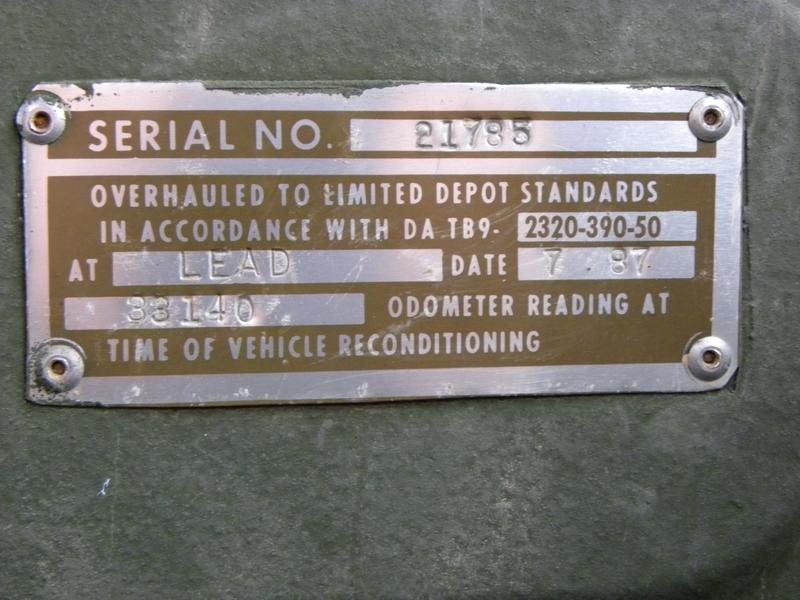 SERIAL NO. 21785
OVERHAULED TO LIMITED DEPOT STANDARDS
IN ACCORDANCE WITH DA TB9- 2320-390-50
AT LEAD DATE 7 . 87
33140 ODOMETER READING AT
TIME OF VEHICLE RECONDITIONING